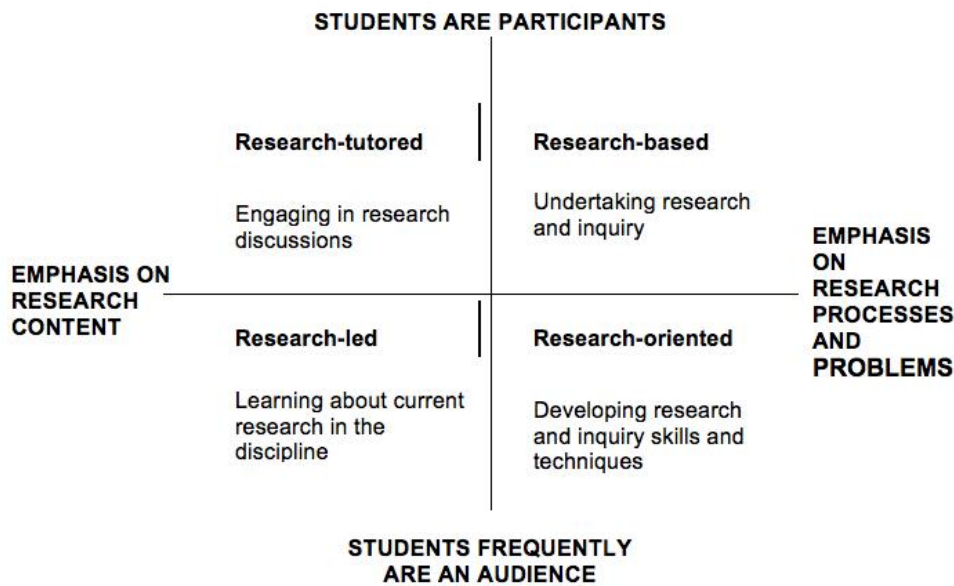 STUDENTS ARE PARTICIPANTS
Research-tutored
Engaging in research
discussions
Research-based
Undertaking research
and inquiry
EMPHASIS ON
RESEARCH
CONTENT
EMPHASIS
ON
RESEARCH
PROCESSES
AND
PROBLEMS
Research-led
Learning about current
research in the
discipline
Research-oriented
Developing research
and inquiry skills and
techniques
STUDENTS FREQUENTLY
ARE AN AUDIENCE